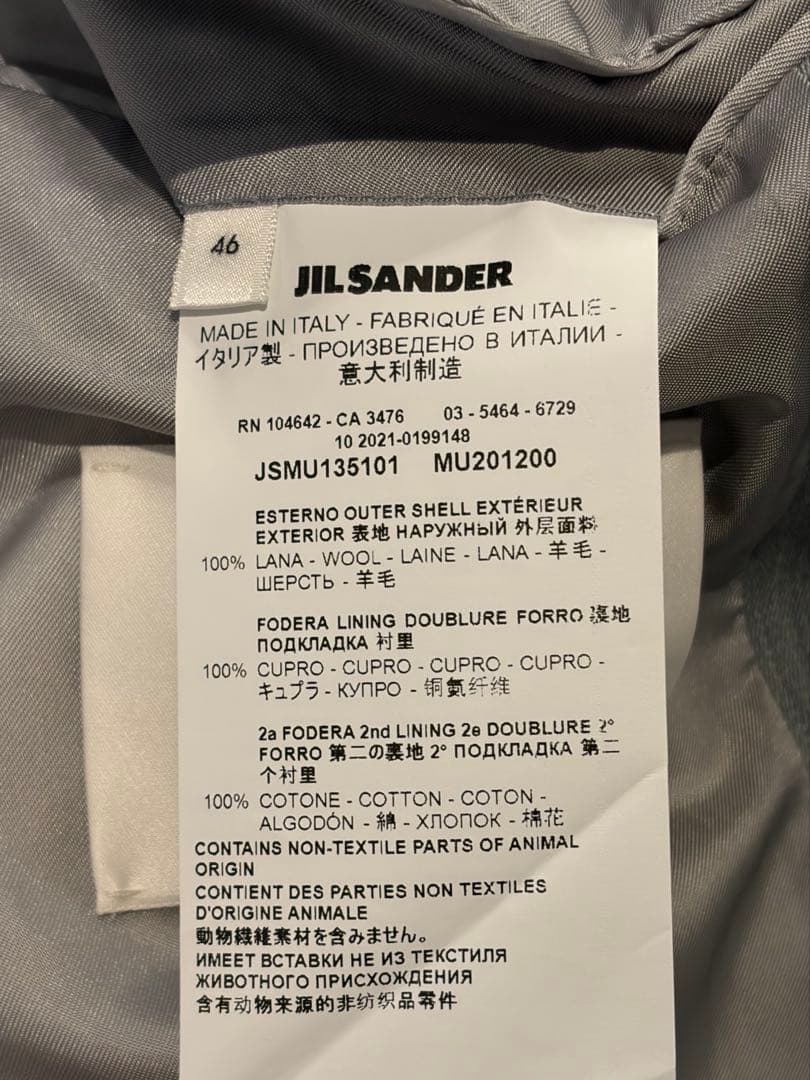 46
JIL SANDER
MADE IN ITALY - FABRIQUÉ EN ITALIE -
イタリア製 - ПРОИЗВЕДЕНО В ИТАЛИИ -
意大利制造
RN 104642 - CA 3476 03 - 5464 - 6729
10 2021-0199148
JSMU135101 MU201200
ESTERNO OUTER SHELL EXTÉRIEUR
EXTERIOR 表地 НАРУЖНЫЙ 外层面料
100% LANA - WOOL - LAINE - LANA - 羊毛 -
ШЕРСТЬ - 羊毛
FODERA LINING DOUBLURE FORRO 裏地
ПОДКЛАДКА 衬里
100% CUPRO - CUPRO - CUPRO - CUPRO -
キュプラ - КУПРО - 铜氨纤维
2a FODERA 2nd LINING 2e DOUBLURE 2°
FORRO 第二の裏地 2° ПОДКЛАДКА 第二
个衬里
100% COTONE - COTTON - COTON -
ALGODÓN - 綿 - ХЛОПОК - 棉花
CONTAINS NON-TEXTILE PARTS OF ANIMAL
ORIGIN
CONTIENT DES PARTIES NON TEXTILES
D'ORIGINE ANIMALE
動物繊維素材を含みません。
ИМЕЕТ ВСТАВКИ НЕ ИЗ ТЕКСТИЛЯ
ЖИВОТНОГО ПРИСХОЖДЕНИЯ
含有动物来源的非纺织品零件